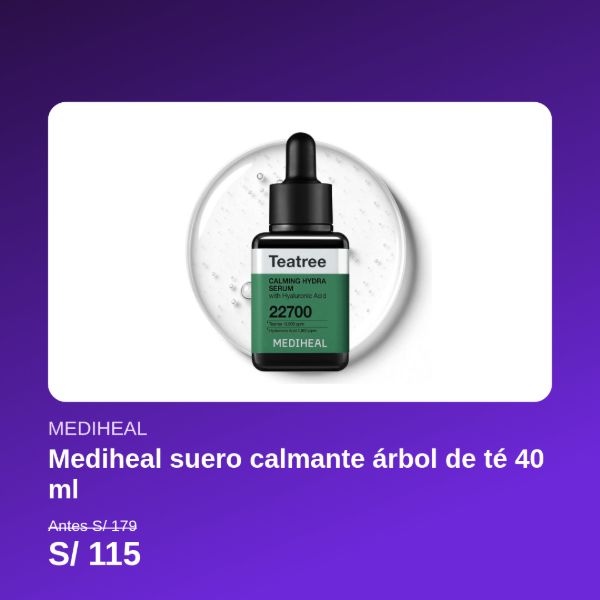 Teatree
CALMING HYDRA
SERUM
with Hyaluronic Acid
22700
MEDIHEAL
MEDIHEAL
Mediheal suero calmante árbol de té 40
ml
Antes S/ 179
S/ 115